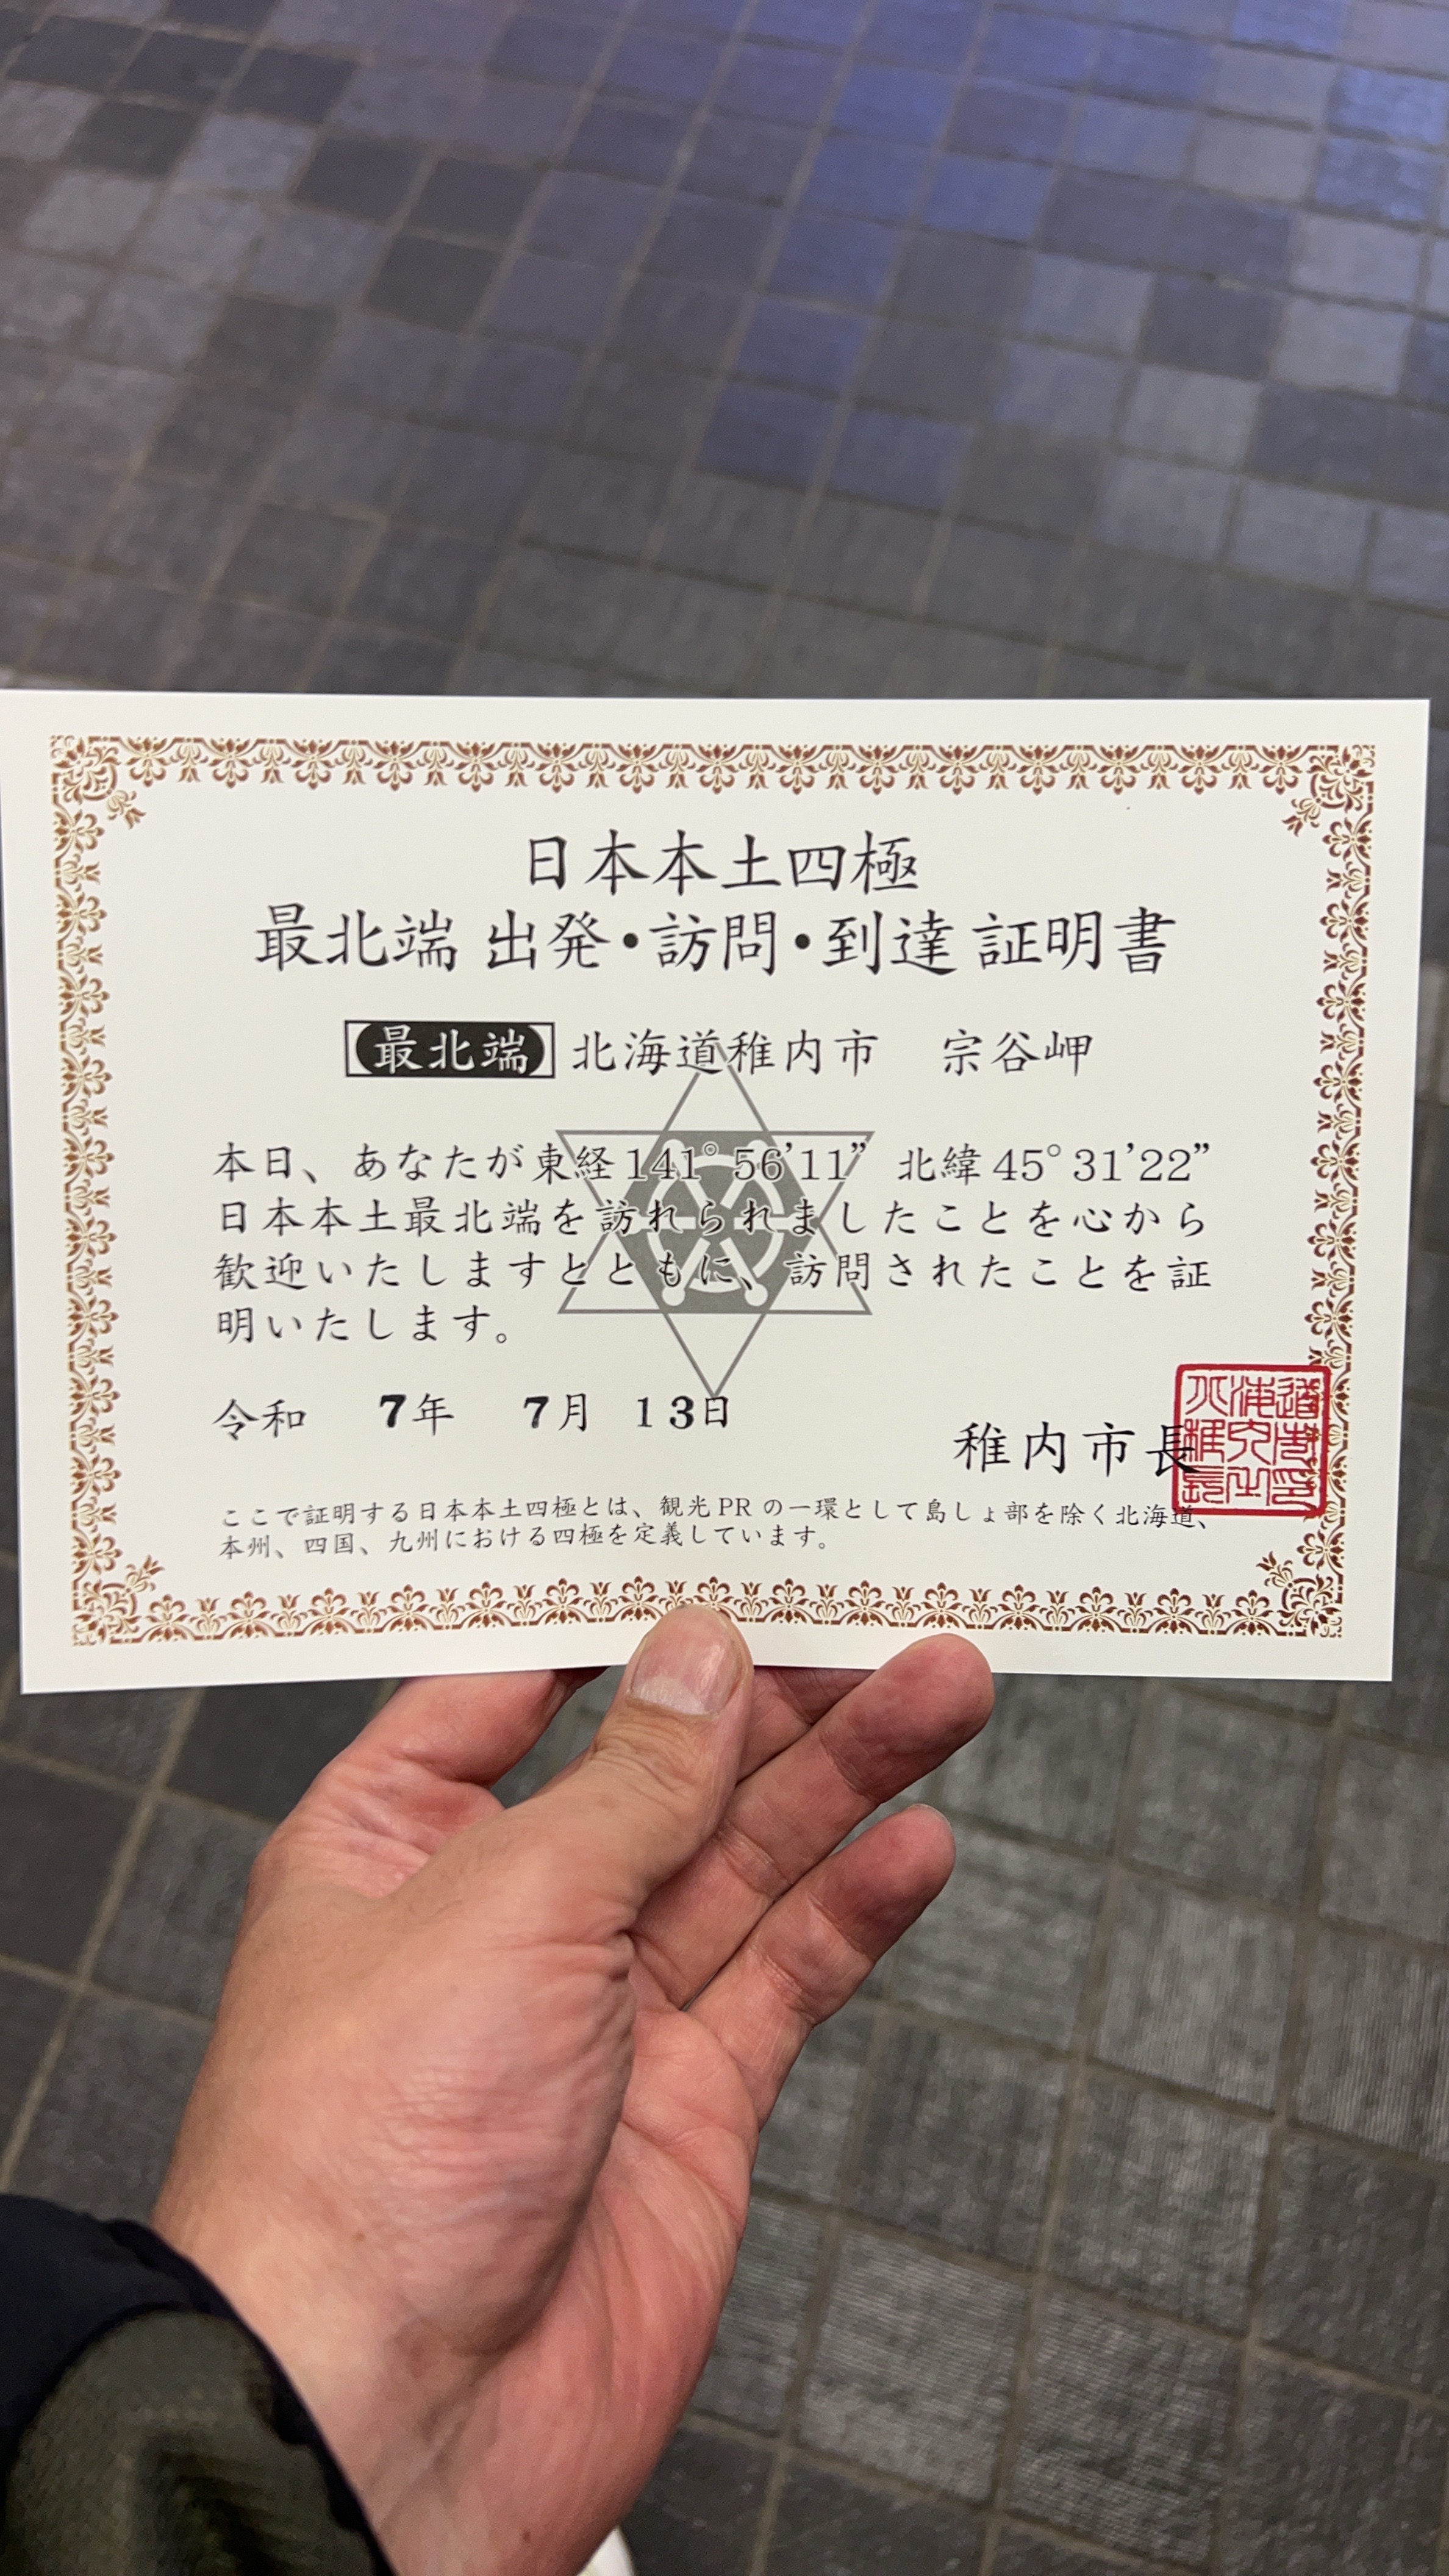 日本本土四極
最北端 出発・訪問・到達 証明書
最北端 北海道稚内市 宗谷岬
本日、あなたが東経141°56’11” 北緯45°31’22”
日本本土最北端を訪れられましたことを心から
歓迎いたしますとともに、訪問されたことを証
明いたします。
令和 7年 7月 13日
稚内市長
ここで証明する日本本土四極とは、観光PRの一環として島しょ部を除く北海道、
本州、四国、九州における四極を定義しています。